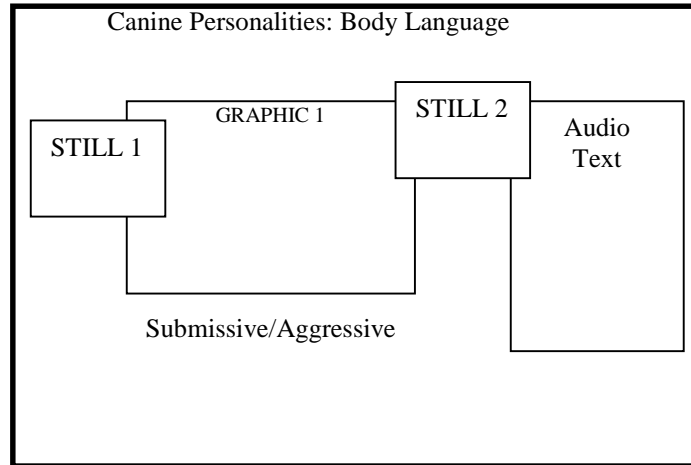 Canine Personalities: Body Language
STILL 1
GRAPHIC 1
STILL 2
Audio
Text
Submissive/Aggressive